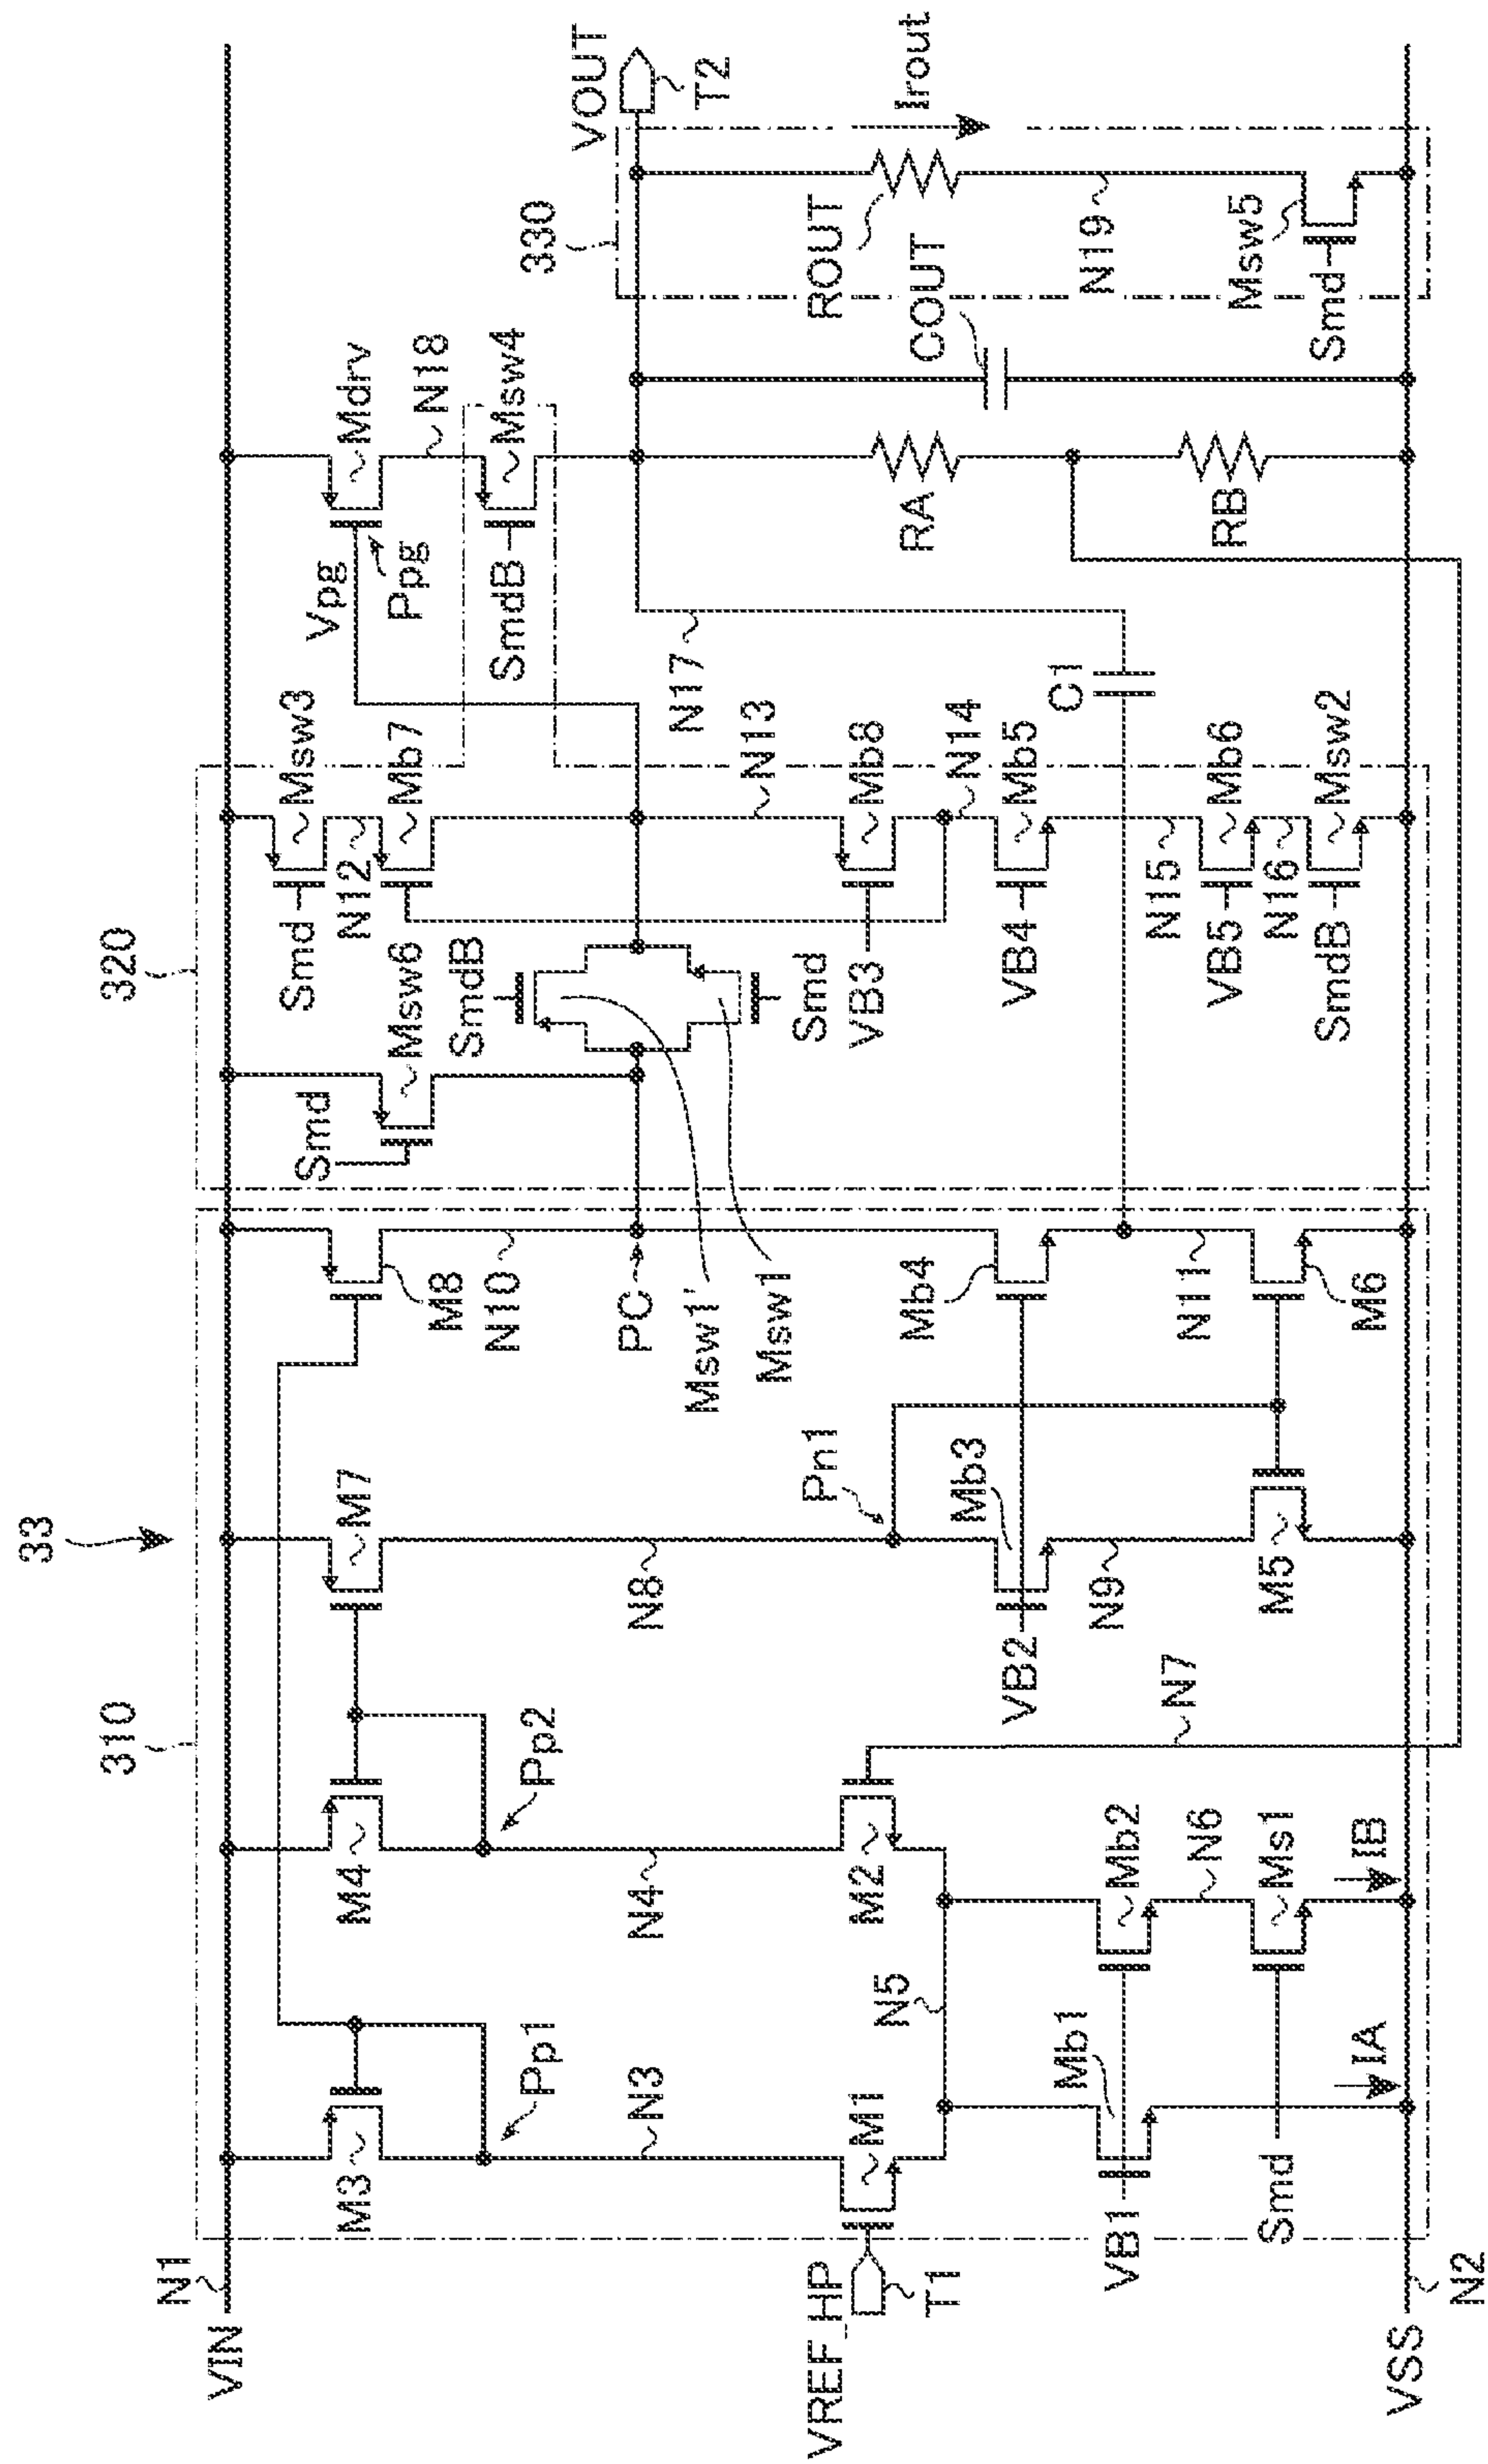 33
310
320
330
N1
VIN
M3
M4
M7
M8
Smd
Msw6
Smd
Msw3
N12
Mb7
Vpg
Ppg
Mdrv
N18
SmdB
Msw4
VOUT
T2
Pp1
Pp2
N10
PC
SmdB
Msw1'
Msw1
Smd
N3
N4
N8
Pn1
N13
N17
VREF_HP
T1
M1
M2
N5
VB2
Mb3
Mb4
VB3
Mb8
N14
VB4
Mb5
C1
RA
COUT
ROUT
Irout
VB1
Mb1
Mb2
N6
N7
N9
N11
N15
VB5
Mb6
N16
RB
N19
Smd
Ms1
M5
M6
SmdB
Msw2
Smd
Msw5
IA
IB
VSS
N2